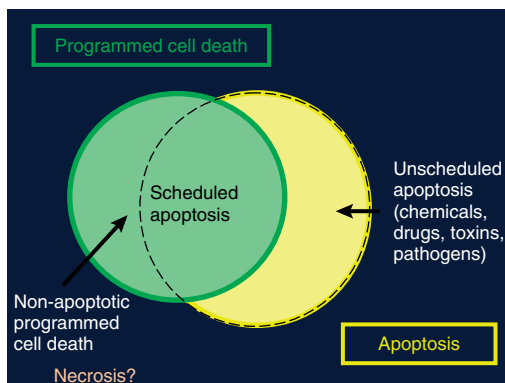 Programmed cell death
Scheduled
apoptosis
Unscheduled
apoptosis
(chemicals,
drugs, toxins,
pathogens)
Non-apoptotic
programmed
cell death
Apoptosis
Necrosis?